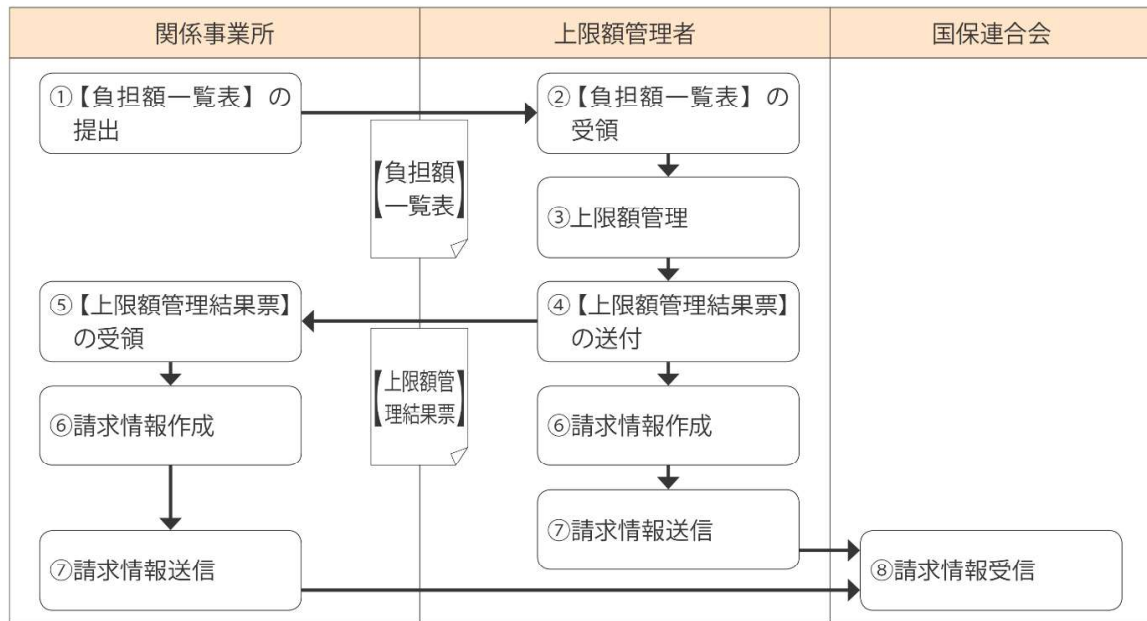 関係事業所
上限額管理者
国保連合会
①【負担額一覧表】の
提出
②【負担額一覧表】の
受領
【負担額
一覧表】
③上限額管理
⑤【上限額管理結果票】
の受領
④【上限額管理結果票】
の送付
【上限額管
理結果票】
⑥請求情報作成
⑥請求情報作成
⑦請求情報送信
⑦請求情報送信
⑧請求情報受信